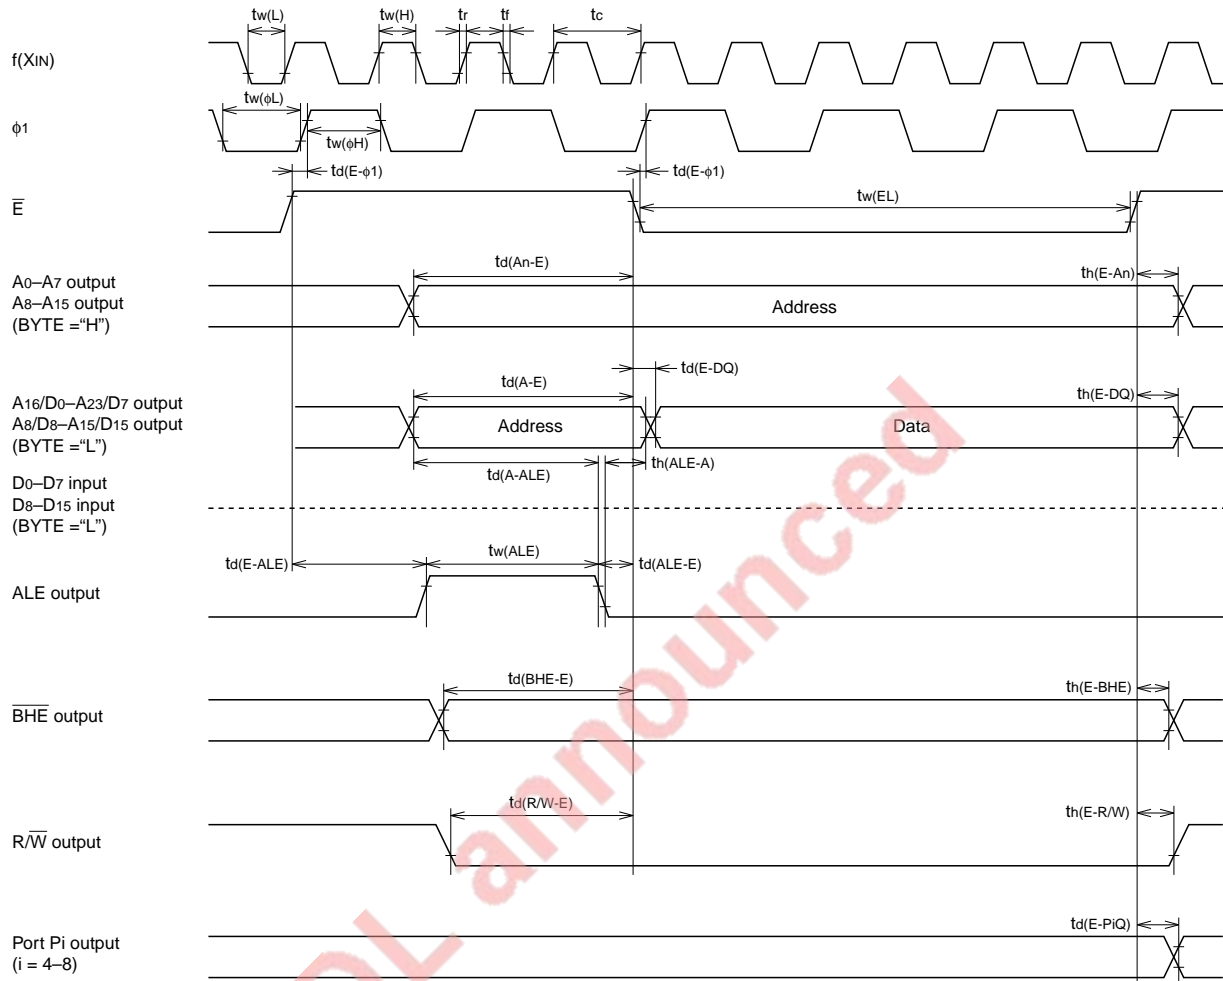 tw(L) tw(H) tr tf tc
f(XIN)
tw(ϕL)
ϕ1
tw(ϕH)
td(E-ϕ1) td(E-ϕ1)
E̅
tw(EL)
td(An-E) th(E-An)
A0–A7 output
A8–A15 output
(BYTE =“H”)
Address
td(E-DQ)
td(A-E) th(E-DQ)
A16/D0–A23/D7 output
A8/D8–A15/D15 output
(BYTE =“L”)
Address Data
td(A-ALE) th(ALE-A)
D0–D7 input
D8–D15 input
(BYTE =“L”)
td(E-ALE) tw(ALE) td(ALE-E)
ALE output
td(BHE-E) th(E-BHE)
B̅H̅E̅ output
td(R/W-E) th(E-R/W)
R/W̅ output
td(E-PiQ)
Port Pi output
(i = 4–8)
OL announced